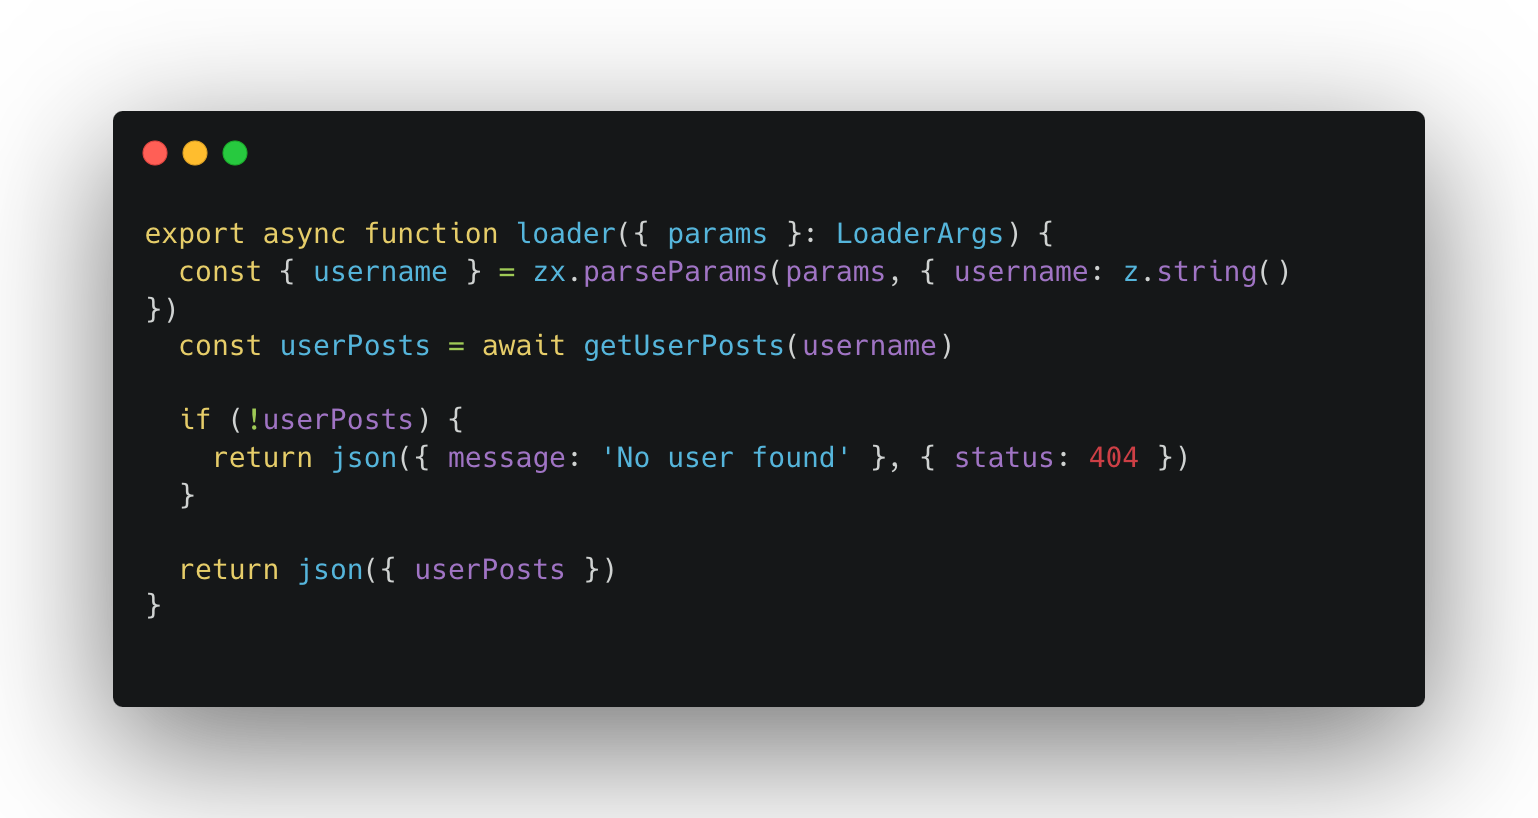 export async function loader({ params }: LoaderArgs) {
  const { username } = zx.parseParams(params, { username: z.string()
})
  const userPosts = await getUserPosts(username)

  if (!userPosts) {
    return json({ message: 'No user found' }, { status: 404 })
  }

  return json({ userPosts })
}